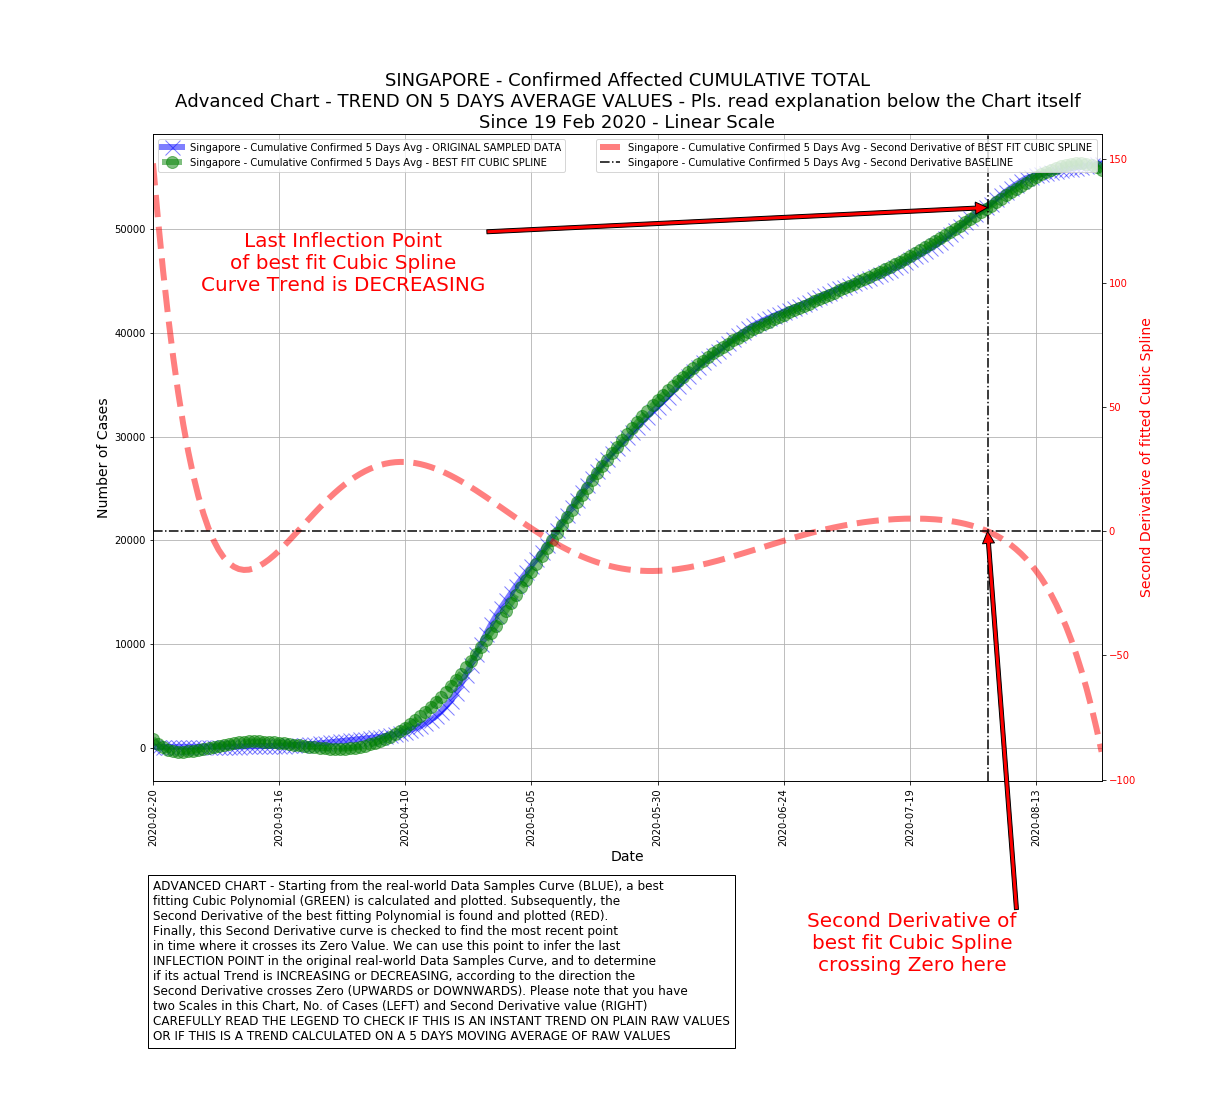 SINGAPORE - Confirmed Affected CUMULATIVE TOTAL
Advanced Chart - TREND ON 5 DAYS AVERAGE VALUES - Pls. read explanation below the Chart itself
Since 19 Feb 2020 - Linear Scale
Singapore - Cumulative Confirmed 5 Days Avg - ORIGINAL SAMPLED DATA
Singapore - Cumulative Confirmed 5 Days Avg - BEST FIT CUBIC SPLINE
Singapore - Cumulative Confirmed 5 Days Avg - Second Derivative of BEST FIT CUBIC SPLINE
Singapore - Cumulative Confirmed 5 Days Avg - Second Derivative BASELINE
Last Inflection Point
of best fit Cubic Spline
Curve Trend is DECREASING
Number of Cases
50000
40000
30000
20000
10000
0
150
100
50
0
−50
−100
Second Derivative of fitted Cubic Spline
2020-02-20
2020-03-16
2020-04-10
2020-05-05
2020-05-30
2020-06-24
2020-07-19
2020-08-13
Date
Second Derivative of
best fit Cubic Spline
crossing Zero here
ADVANCED CHART - Starting from the real-world Data Samples Curve (BLUE), a best
fitting Cubic Polynomial (GREEN) is calculated and plotted. Subsequently, the
Second Derivative of the best fitting Polynomial is found and plotted (RED).
Finally, this Second Derivative curve is checked to find the most recent point
in time where it crosses its Zero Value. We can use this point to infer the last
INFLECTION POINT in the original real-world Data Samples Curve, and to determine
if its actual Trend is INCREASING or DECREASING, according to the direction the
Second Derivative crosses Zero (UPWARDS or DOWNWARDS). Please note that you have
two Scales in this Chart, No. of Cases (LEFT) and Second Derivative value (RIGHT)
CAREFULLY READ THE LEGEND TO CHECK IF THIS IS AN INSTANT TREND ON PLAIN RAW VALUES
OR IF THIS IS A TREND CALCULATED ON A 5 DAYS MOVING AVERAGE OF RAW VALUES